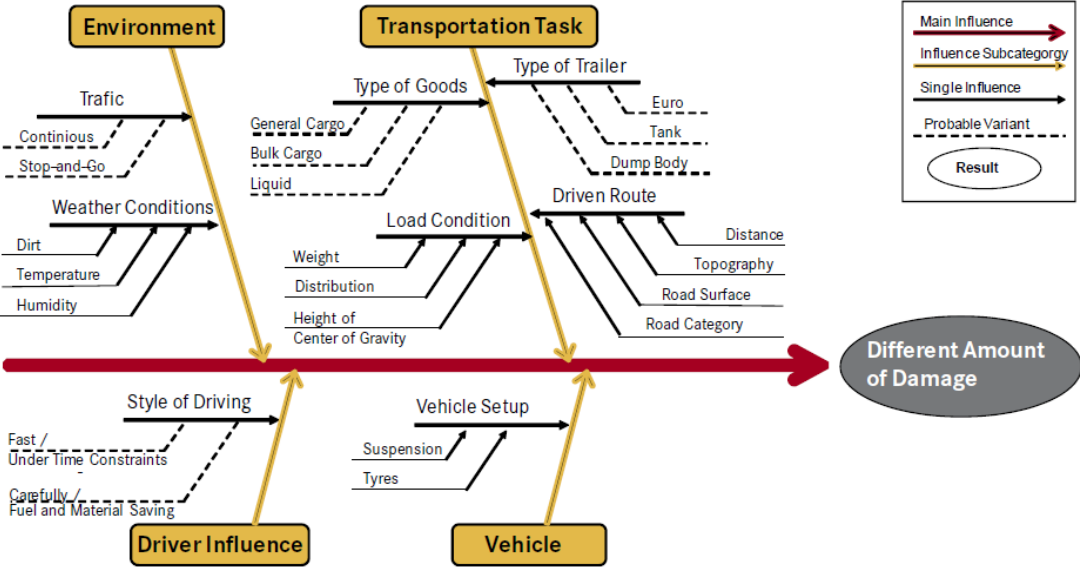 Environment
Transportation Task
Main Influence
Influence Subcategorgy
Single Influence
Probable Variant
Result
Trafic
Continious
Stop-and-Go
Weather Conditions
Dirt
Temperature
Humidity
Type of Goods
General Cargo
Bulk Cargo
Liquid
Type of Trailer
Euro
Tank
Dump Body
Load Condition
Weight
Distribution
Height of
Center of Gravity
Driven Route
Distance
Topography
Road Surface
Road Category
Different Amount
of Damage
Style of Driving
Fast /
Under Time Constraints
-
Carefully /
Fuel and Material Saving
Vehicle Setup
Suspension
Tyres
Driver Influence
Vehicle